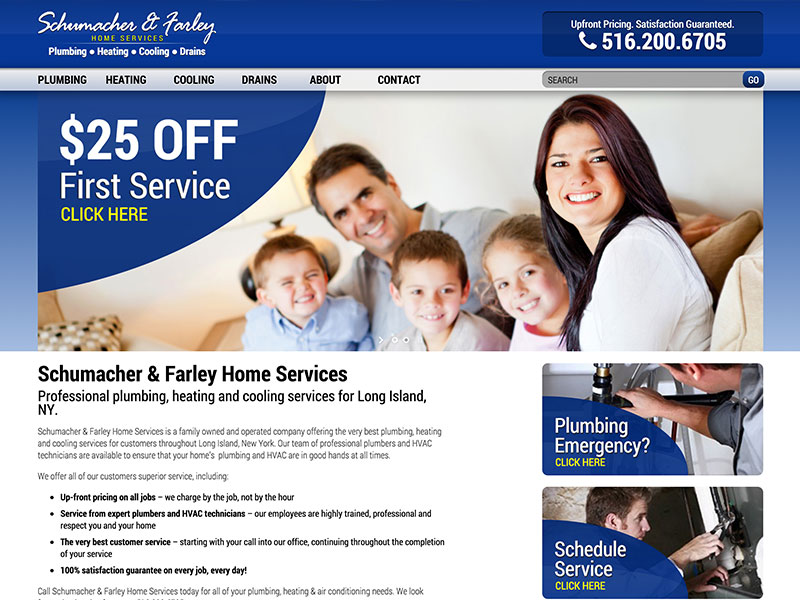 Schumacher & Farley
HOME SERVICES
Plumbing • Heating • Cooling • Drains
Upfront Pricing. Satisfaction Guaranteed.
516.200.6705
PLUMBING HEATING COOLING DRAINS ABOUT CONTACT SEARCH GO
$25 OFF
First Service
CLICK HERE
Schumacher & Farley Home Services
Professional plumbing, heating and cooling services for Long Island,
NY.
Schumacher & Farley Home Services is a family owned and operated company offering the very best plumbing, heating
and cooling services for customers throughout Long Island, New York. Our team of professional plumbers and HVAC
technicians are available to ensure that your home's plumbing and HVAC are in good hands at all times.
We offer all of our customers superior service, including:
• Up-front pricing on all jobs – we charge by the job, not by the hour
• Service from expert plumbers and HVAC technicians – our employees are highly trained, professional and
respect you and your home
• The very best customer service – starting with your call into our office, continuing throughout the completion
of your service
• 100% satisfaction guarantee on every job, every day!
Call Schumacher & Farley Home Services today for all of your plumbing, heating & air conditioning needs. We look
Plumbing
Emergency?
CLICK HERE
Schedule
Service
CLICK HERE